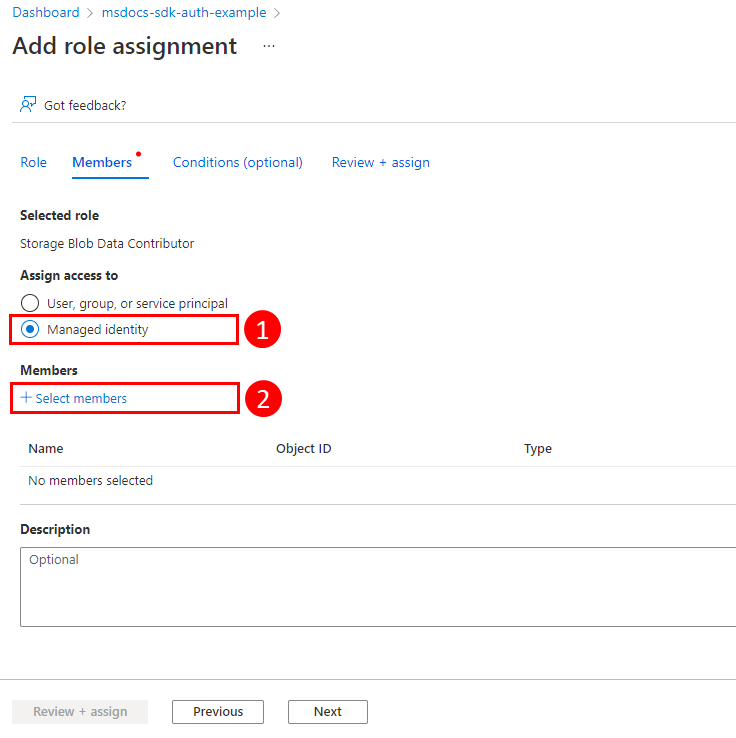 Dashboard > msdocs-sdk-auth-example >
Add role assignment ...
Got feedback?
Role Members Conditions (optional) Review + assign
Selected role
Storage Blob Data Contributor
Assign access to
User, group, or service principal
Managed identity 1
Members
+ Select members 2
Name Object ID Type
No members selected
Description
Optional
Review + assign Previous Next